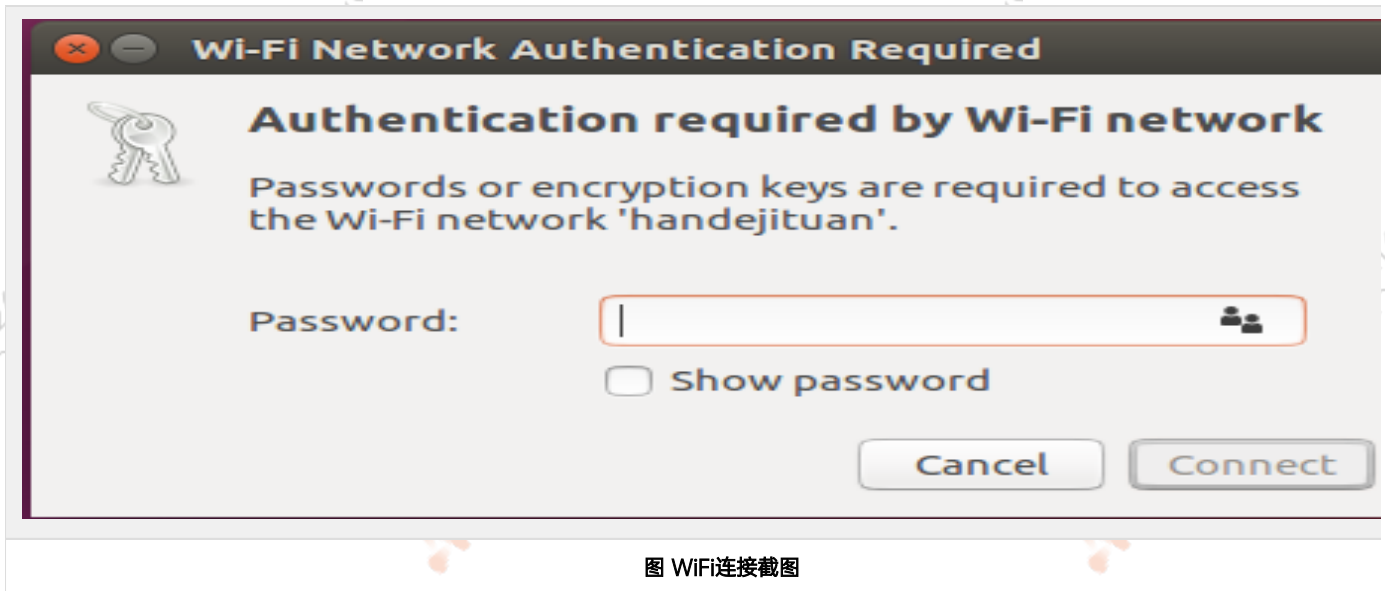 Wi-Fi Network Authentication Required
Authentication required by Wi-Fi network
Passwords or encryption keys are required to access
the Wi-Fi network 'handejituan'.
Password:
Show password
Cancel
Connect
图 WiFi连接截图